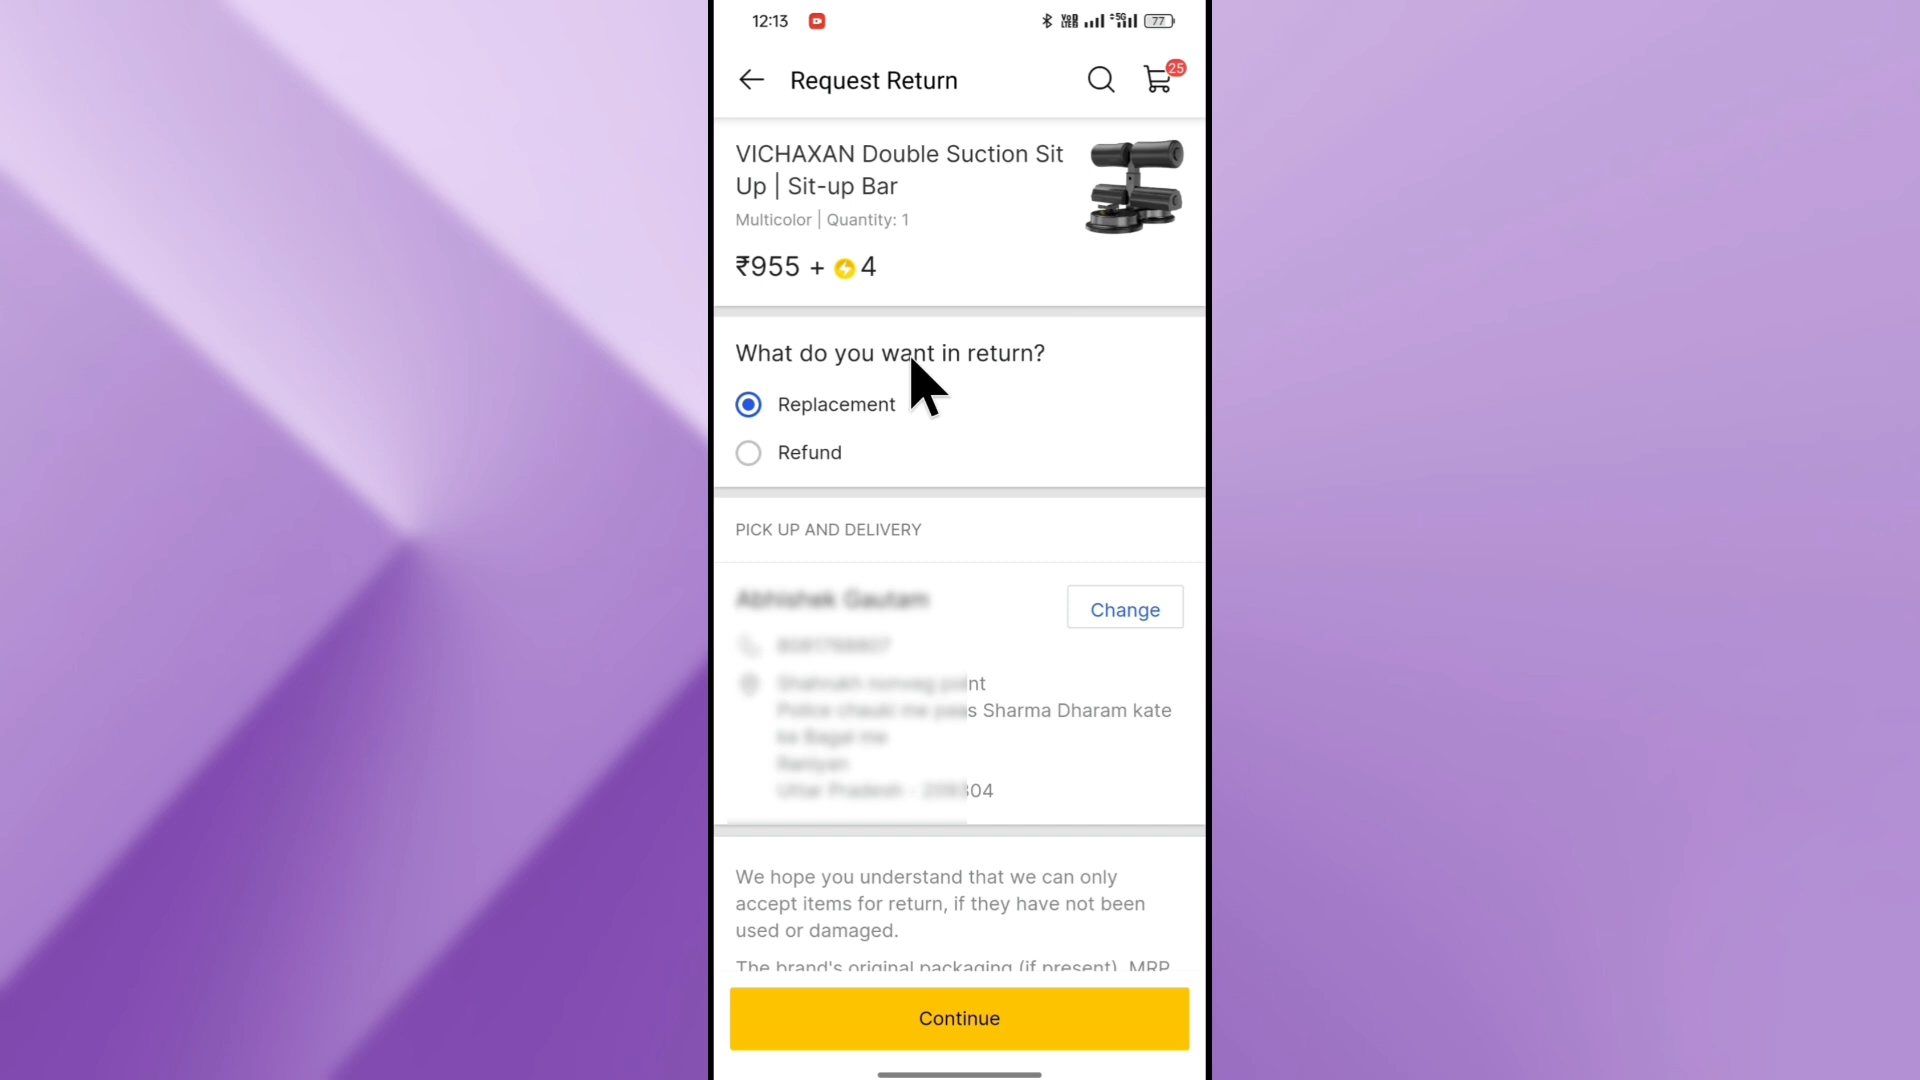 12:13
77
Request Return
25
VICHAXAN Double Suction Sit
Up | Sit-up Bar
Multicolor | Quantity: 1
₹955 + 4
What do you want in return?
Replacement
Refund
PICK UP AND DELIVERY
Change
Sharma Dharam kate
We hope you understand that we can only
accept items for return, if they have not been
used or damaged.
The brand's original packaging (if present), MRP
Continue